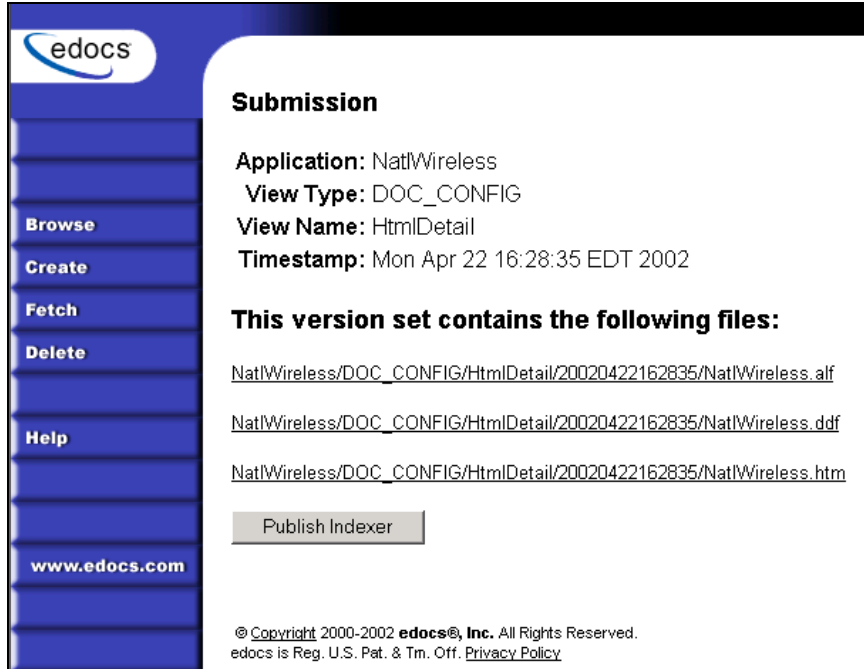 edocs
Submission
Application: NatlWireless
View Type: DOC_CONFIG
View Name: HtmlDetail
Timestamp: Mon Apr 22 16:28:35 EDT 2002
Browse
Create
Fetch
Delete
Help
www.edocs.com
This version set contains the following files:
NatlWireless/DOC_CONFIG/HtmlDetail/20020422162835/NatlWireless.alf
NatlWireless/DOC_CONFIG/HtmlDetail/20020422162835/NatlWireless.ddf
NatlWireless/DOC_CONFIG/HtmlDetail/20020422162835/NatlWireless.htm
Publish Indexer
© Copyright 2000-2002 edocs®, Inc. All Rights Reserved.
edocs is Reg. U.S. Pat. & Tm. Off. Privacy Policy